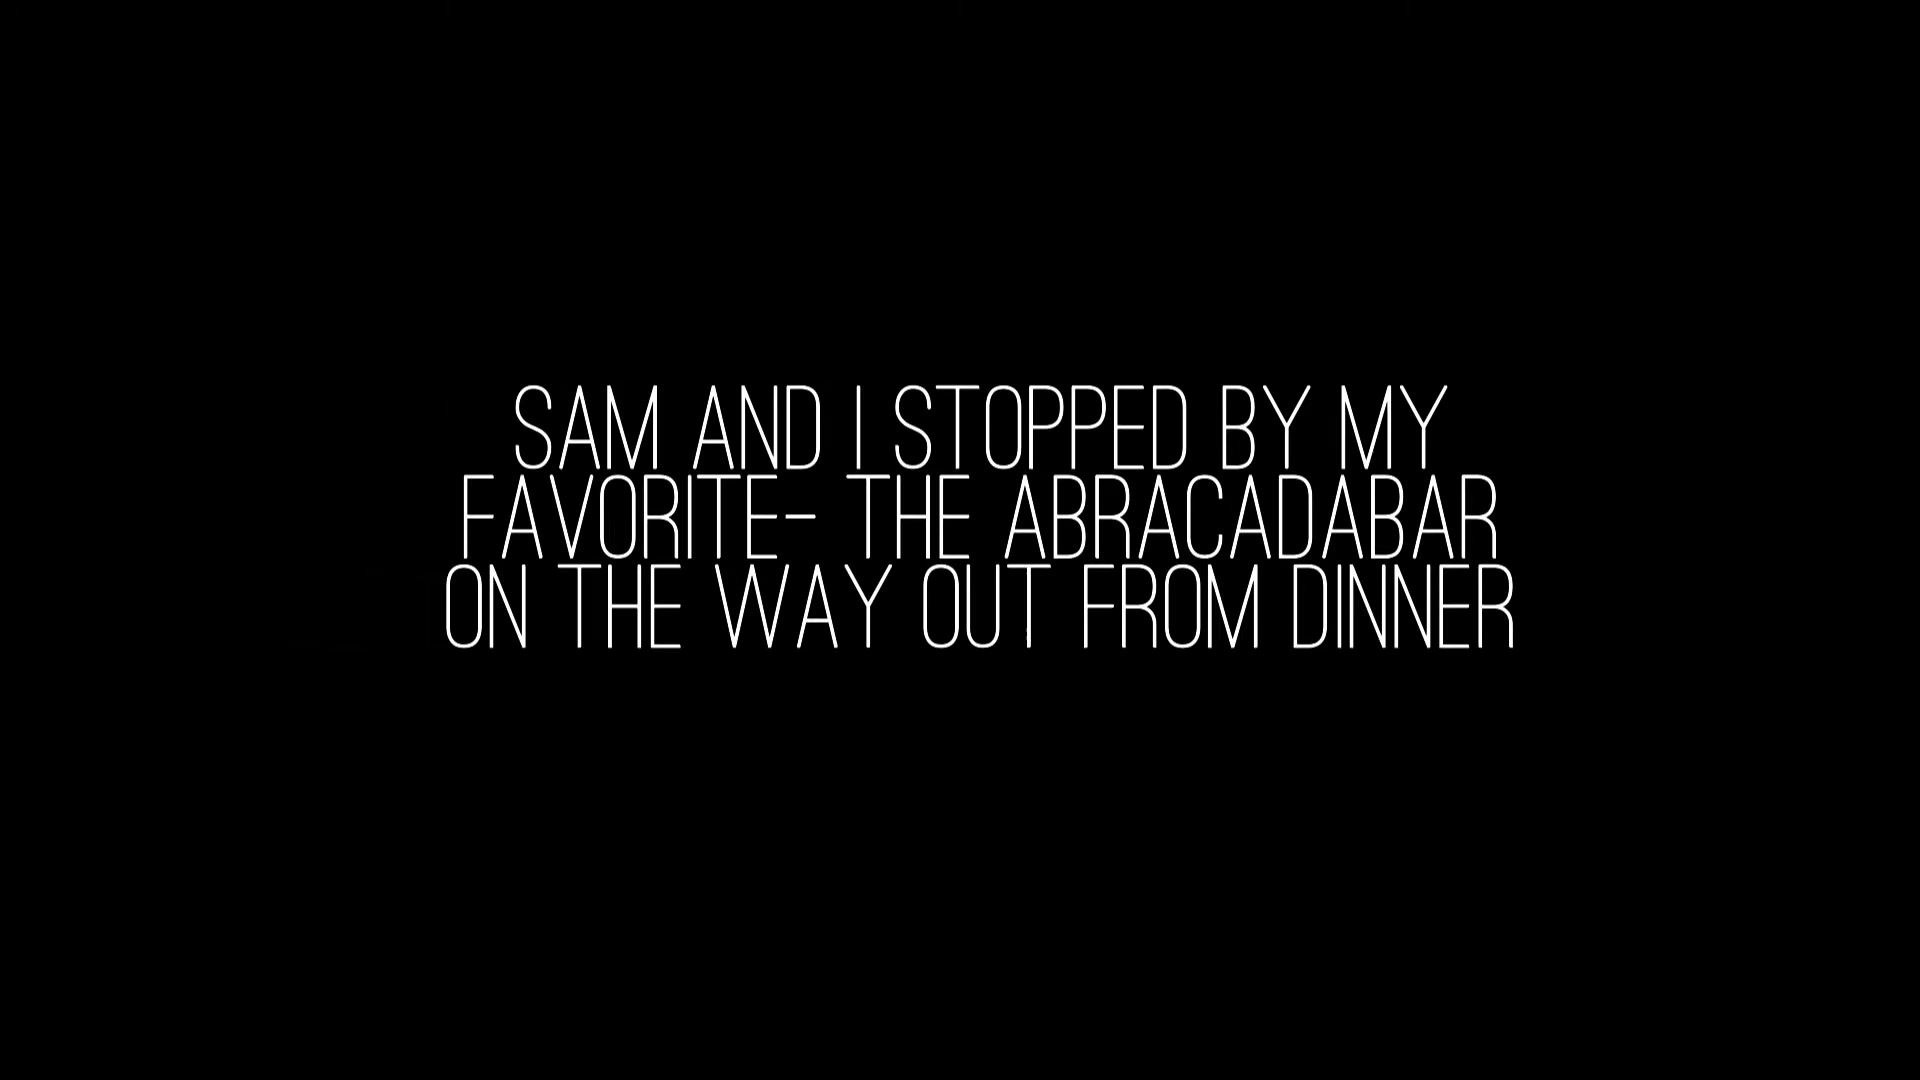 SAM AND I STOPPED BY MY
FAVORITE- THE ABRACADABAR
ON THE WAY OUT FROM DINNER